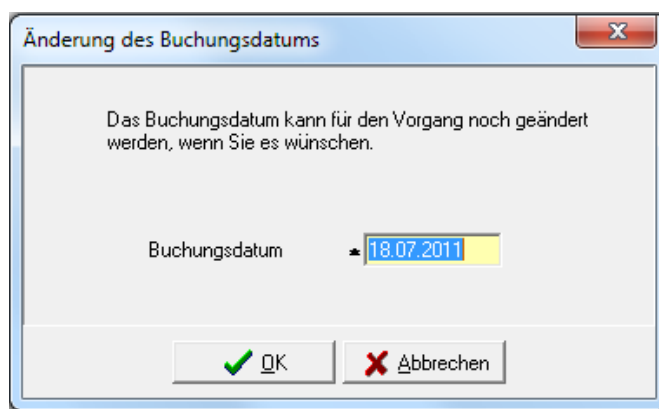 Änderung des Buchungsdatums
Das Buchungsdatum kann für den Vorgang noch geändert
werden, wenn Sie es wünschen.
Buchungsdatum * 18.07.2011
OK Abbrechen